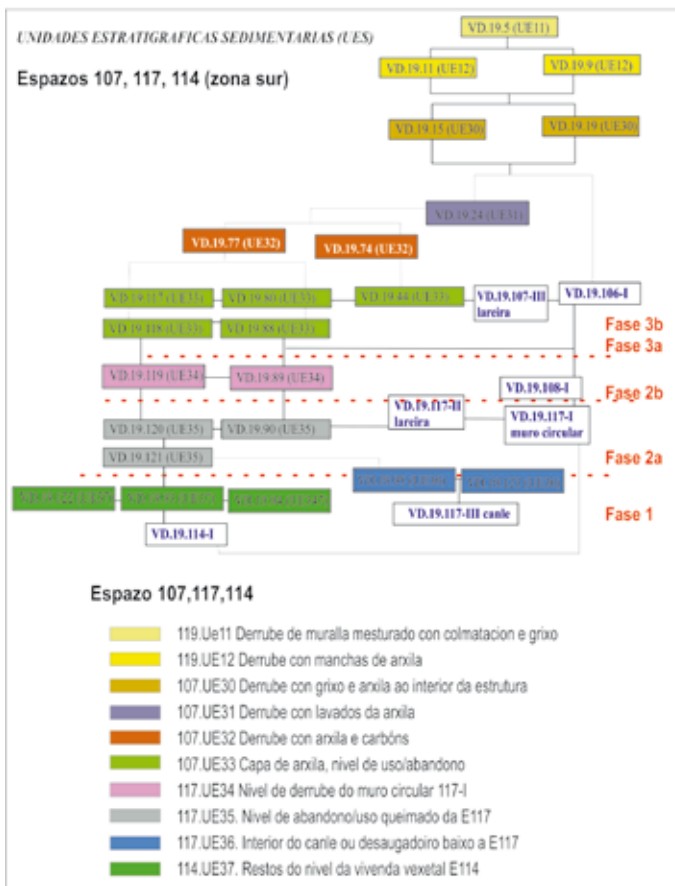 UNIDADES ESTRATIGRAFICAS SEDIMENTARIAS (UES)
Espazos 107, 117, 114 (zona sur)
VD.19.5 (UE11)
VD.19.11 (UE12)
VD.19.9 (UE12)
VD.19.15 (UE30)
VD.19.19 (UE30)
VD.19.24 (UE31)
VD.19.77 (UE32)
VD.19.74 (UE32)
VD.19.117 (UE33)
VD.19.80 (UE33)
VD.19.44 (UE33)
VD.19.107-III
lareira
VD.19.106-I
VD.19.118 (UE33)
VD.19.88 (UE33)
Fase 3b
Fase 3a
VD.19.119 (UE34)
VD.19.89 (UE34)
VD.19.108-I
Fase 2b
VD.19.117-II
lareira
VD.19.117-I
muro circular
VD.19.120 (UE35)
VD.19.90 (UE35)
VD.19.121 (UE35)
Fase 2a
VD.19.117-III canle
Fase 1
VD.19.114-I
Espazo 107,117,114
119.Ue11 Derrube de muralla mesturado con colmatacion e grixo
119.UE12 Derrube con manchas de arxila
107.UE30 Derrube con grixo e arxila ao interior da estrutura
107.UE31 Derrube con lavados da arxila
107.UE32 Derrube con arxila e carbóns
107.UE33 Capa de arxila, nivel de uso/abandono
117.UE34 Nivel de derrube do muro circular 117-I
117.UE35. Nivel de abandono/uso queimado da E117
117.UE36. Interior do canle ou desaugadoiro baixo a E117
114.UE37. Restos do nivel da vivenda vexetal E114